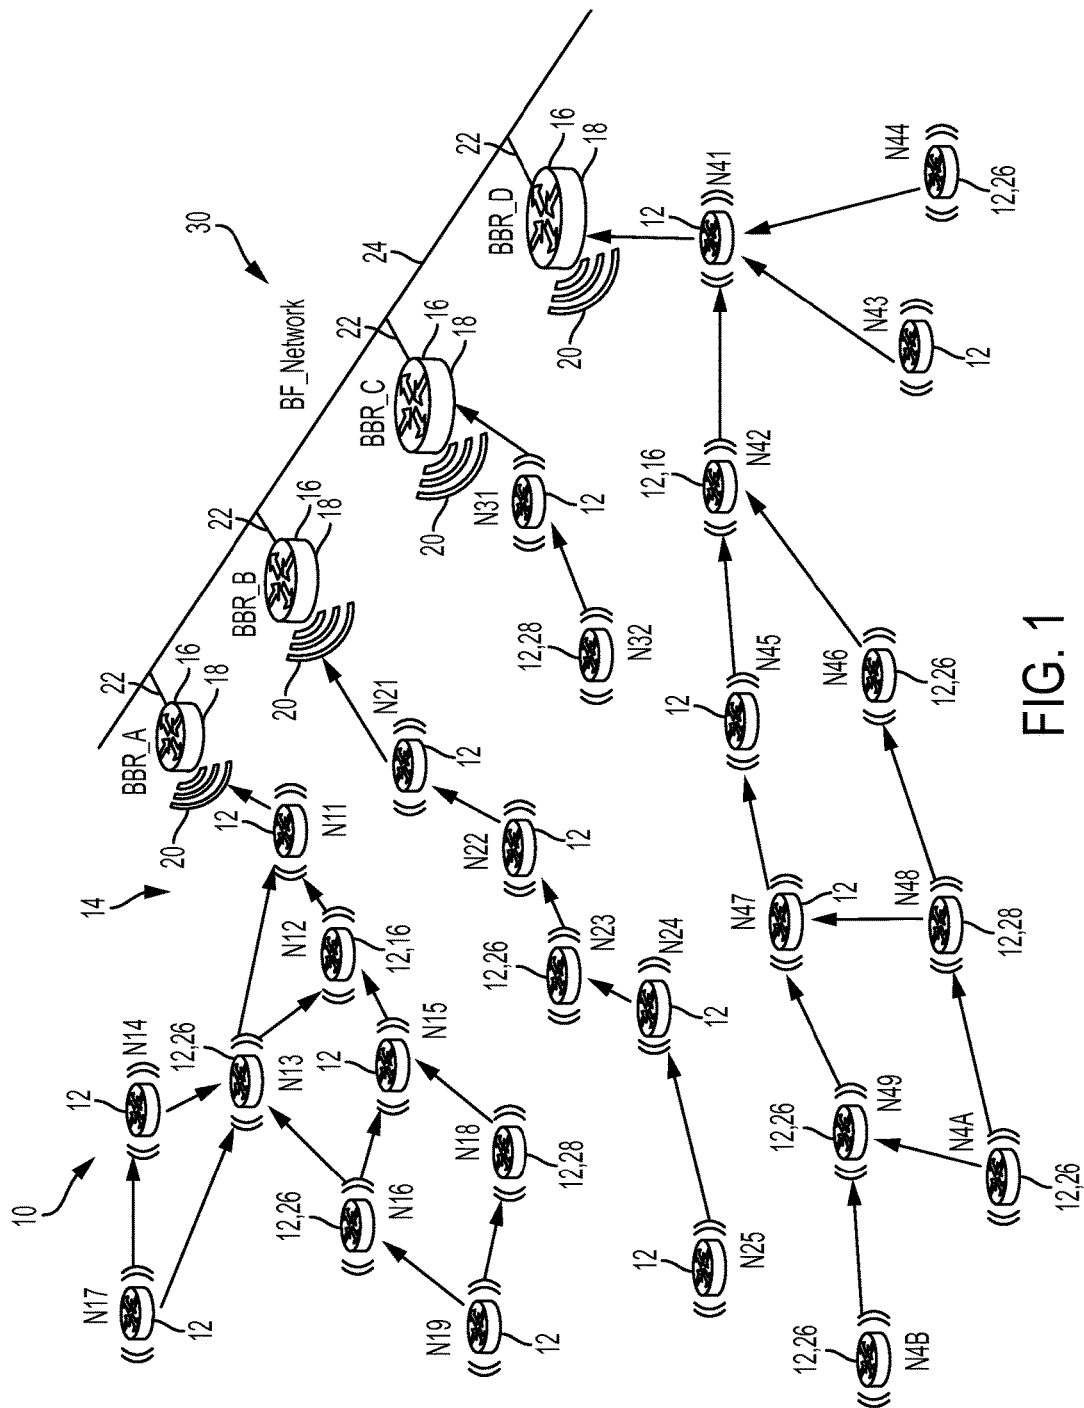 10
N17
12
14
BBR_A
22
N14
12
12,26
20
16
30
18
22
12
BBR_B
12,26
N13
N12
20
BF_Network
16
18
12
N11
22
BBR_C
24
N21
12,16
N16
20
16
N15
N19
18
N18
12
22
N22
N31
12,26
BBR_D
12,28
12,28
12
16
20
12
12
18
N23
N32
12
12,16
12
N24
12
12
N41
N47
N25
N42
N45
12,26
12,26
N46
12
N43
N49
N44
N48
N4B
12,26
N4A
12
12,28
12,26
12,26
FIG. 1